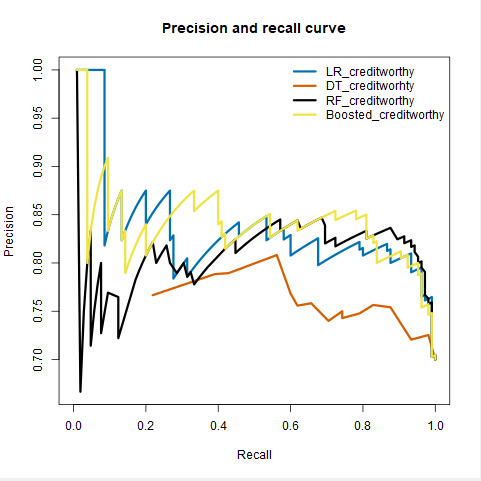 Precision and recall curve
LR_creditworthy
DT_creditworhty
RF_creditworthy
Boosted_creditworthy
Precision
1.00
0.95
0.90
0.85
0.80
0.75
0.70
0.0 0.2 0.4 0.6 0.8 1.0
Recall